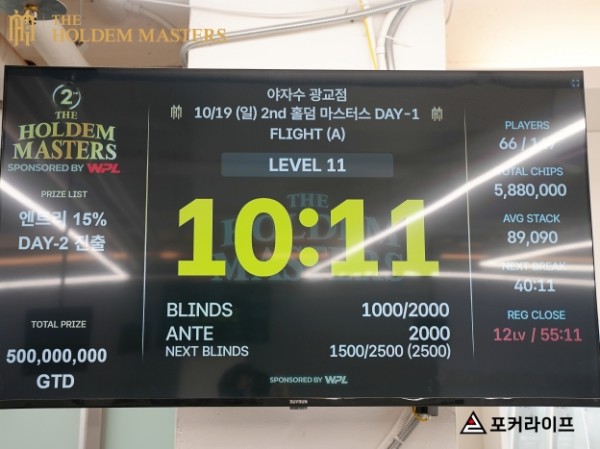 THE
HOLDEM MASTERS
2nd
THE
HOLDEM
MASTERS
SPONSORED BY WPL
PRIZE LIST
엔트리 15%
DAY-2 진출
TOTAL PRIZE
500,000,000
GTD
야자수 광교점
10/19 (일) 2nd 홀덤 마스터스 DAY-1
FLIGHT (A)
LEVEL 11
10:11
BLINDS 1000/2000
ANTE 2000
NEXT BLINDS 1500/2500 (2500)
SPONSORED BY WPL
PLAYERS
66 /
TOTAL CHIPS
5,880,000
AVG STACK
89,090
NEXT BREAK
40:11
REG CLOSE
12LV / 55:11
THE
MASTERS
포커라이프